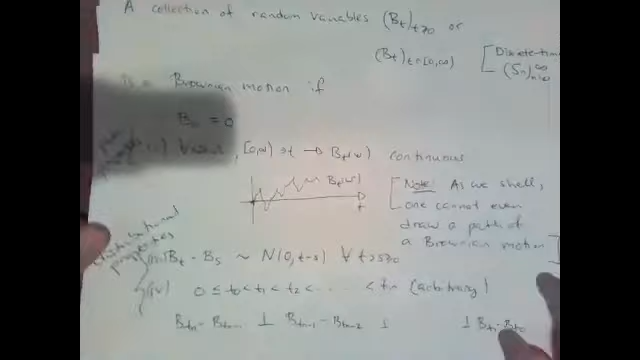 A collection of random variables (B_t)_{t≥0} or
(B_t)_{t∈[0,∞)} [Discrete time
(S_n)_{n=0}^∞
is a Brownian motion if
B_0 = 0
[0,∞) ∋ t → B_t(ω) continuous
B_t(ω)
t
[Note: As we shall,
one cannot even
draw a path of
a Brownian motion
distributional
properties
B_t - B_s ~ N(0, t-s) ∀ t>s≥0
(iv) 0 ≤ t_0 < t_1 < t_2 < ..... < t_n (arbitrary)
B_{t_n} - B_{t_{n-1}} ⊥ B_{t_{n-1}} - B_{t_{n-2}} ⊥ ⊥ B_{t_1} - B_{t_0}